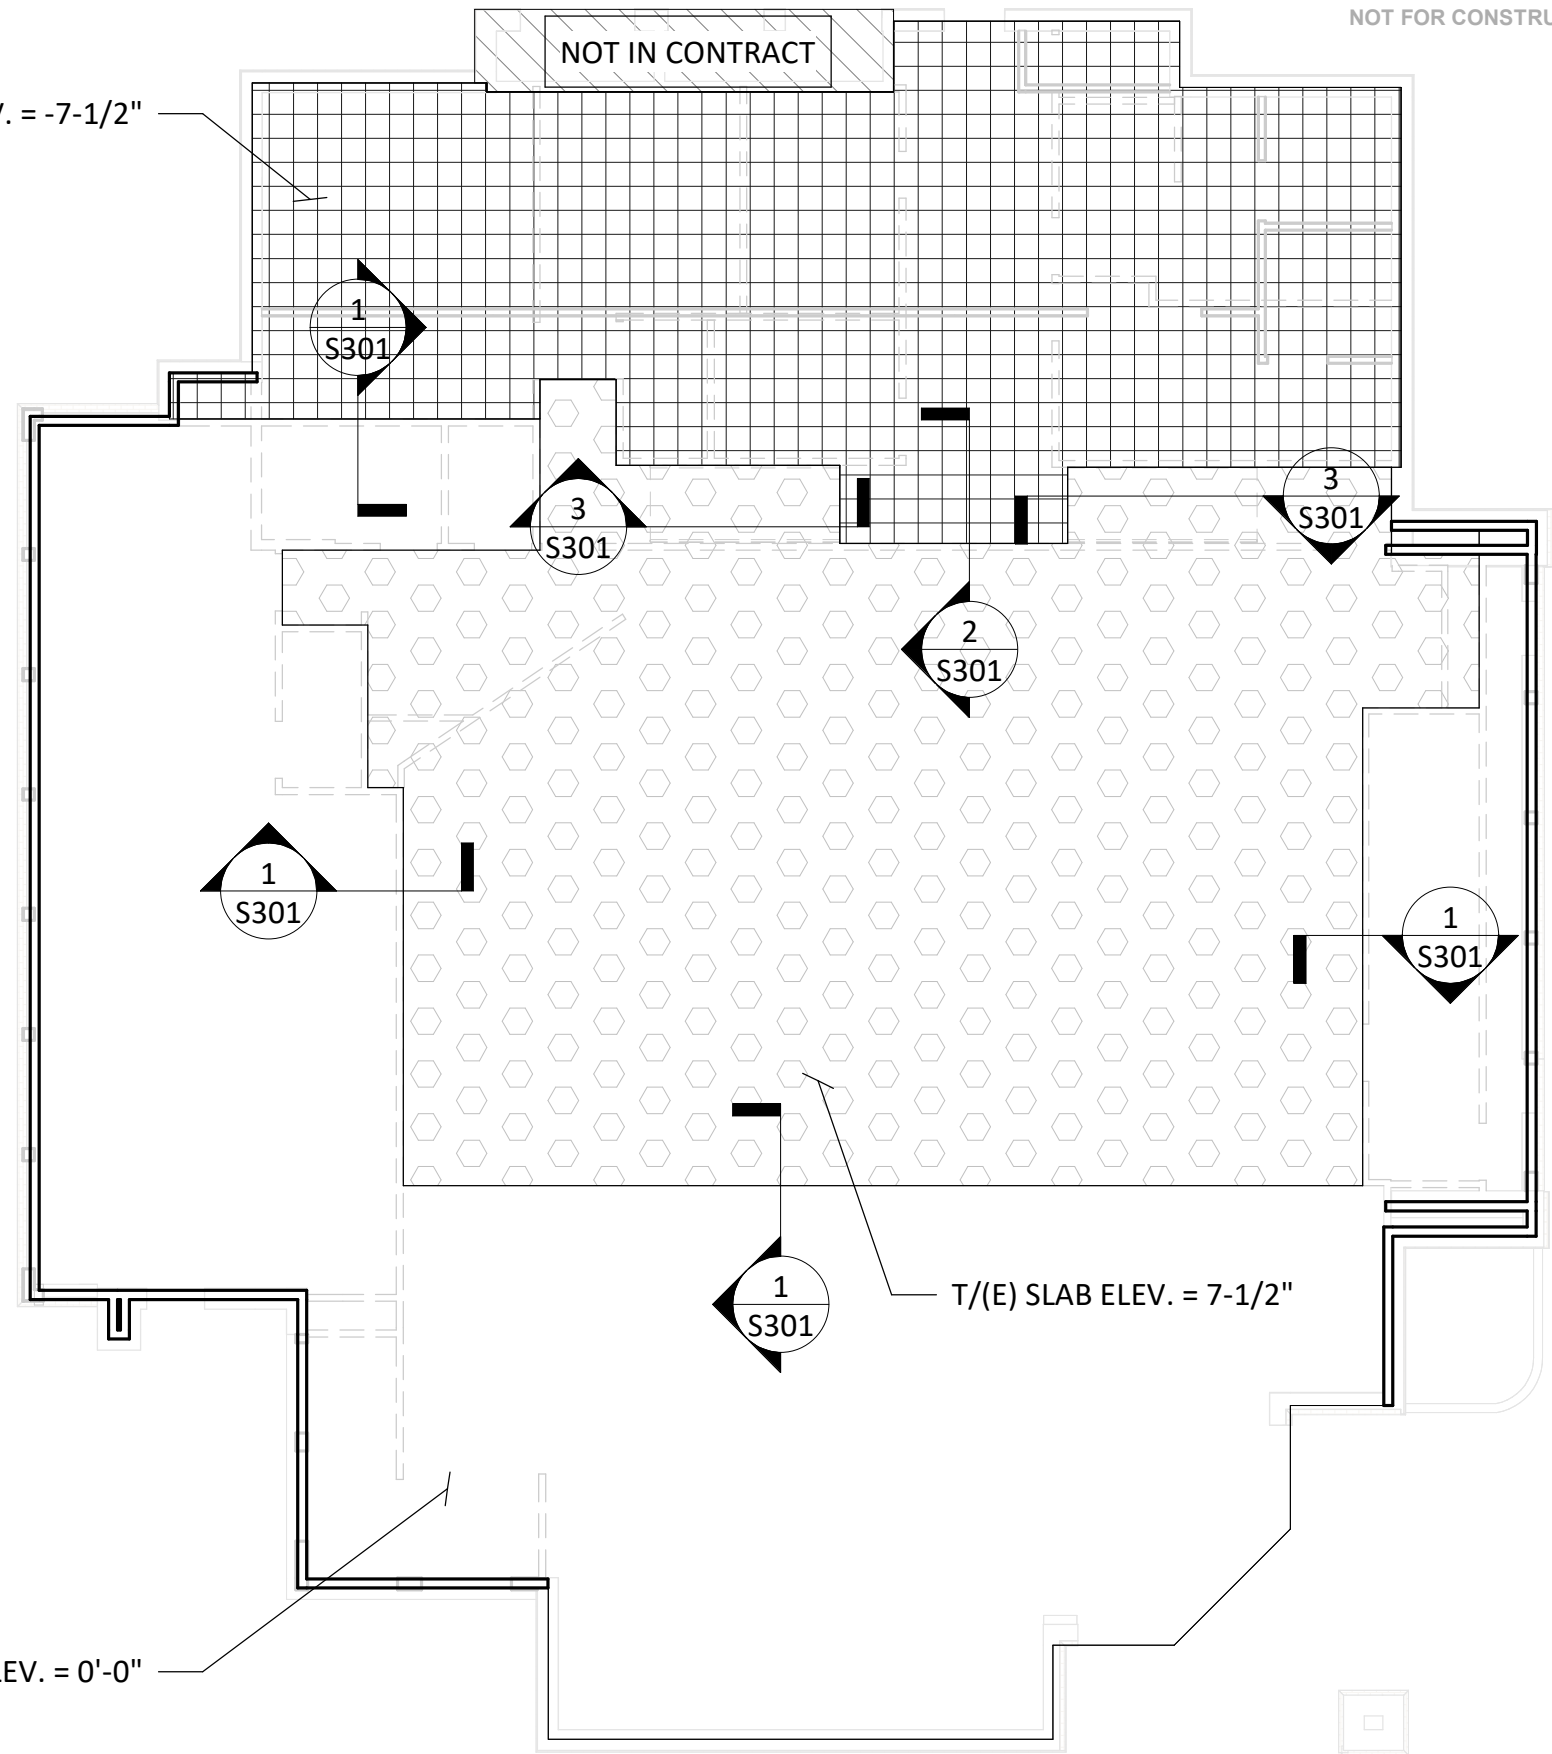 NOT FOR CONSTRU
NOT IN CONTRACT
. = -7-1/2"
1
S301
3
S301
3
S301
2
S301
1
S301
1
S301
1
S301
T/(E) SLAB ELEV. = 7-1/2"
LEV. = 0'-0"